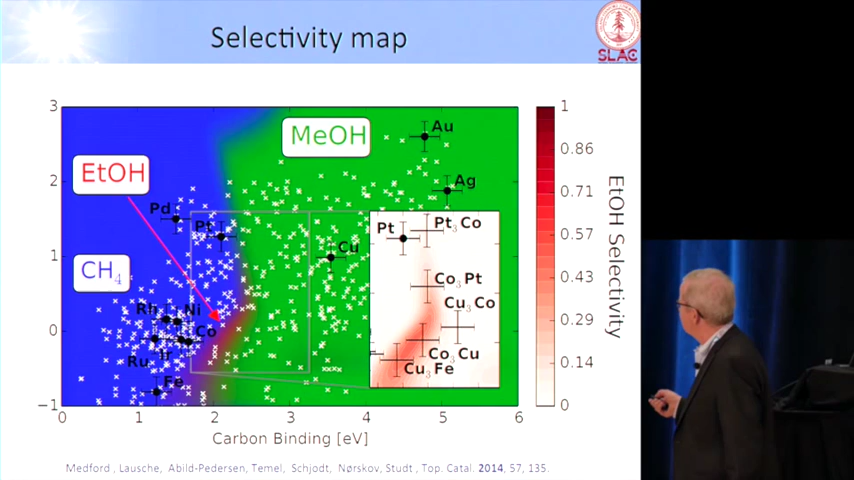 Selectivity map
SLAC
3
2
1
0
−1
0
1
2
3
4
5
6
Carbon Binding [eV]
MeOH
EtOH
CH4
Au
Ag
Pd
Pt
Cu
Rh
Ni
Co
Ru
Ir
Fe
Pt
Pt3Co
Co3Pt
Cu3Co
Co3Cu
Cu3Fe
1
0.86
0.71
0.57
0.43
0.29
0.14
0
EtOH Selectivity
Medford, Lausche, Abild-Pedersen, Temel, Schjodt, Nørskov, Studt, Top. Catal. 2014, 57, 135.